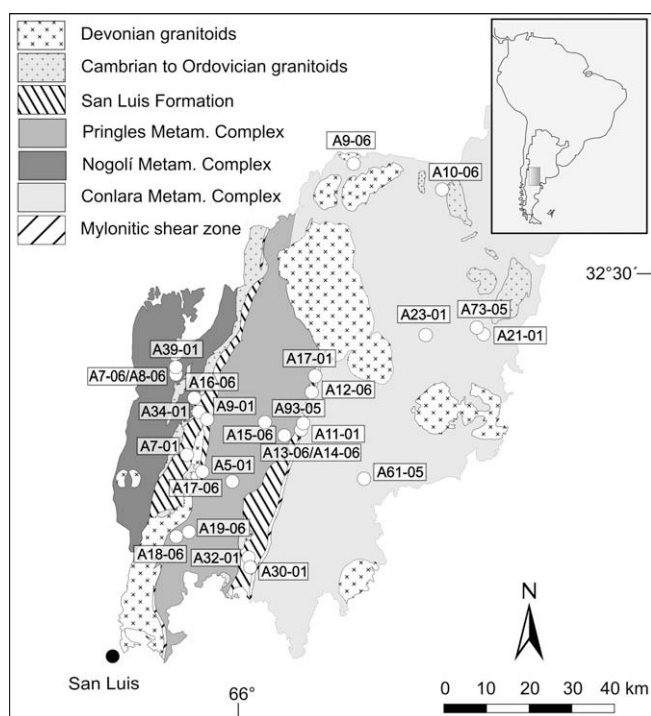 Devonian granitoids
Cambrian to Ordovician granitoids
San Luis Formation
Pringles Metam. Complex
Nogolí Metam. Complex
Conlara Metam. Complex
Mylonitic shear zone
A9-06
A10-06
32°30´
A73-05
A23-01
A21-01
A39-01
A17-01
A7-06/A8-06
A16-06
A12-06
A34-01
A9-01
A93-05
A15-06
A11-01
A7-01
A13-06/A14-06
A5-01
A61-05
A17-06
A19-06
A18-06
A32-01
A30-01
N
San Luis
66°
0 10 20 30 40 km